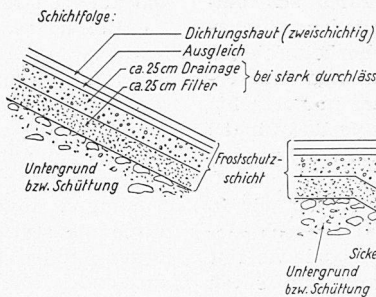 Schichtfolge:
Dichtungshaut (zweischichtig)
Ausgleich
ca. 25 cm Drainage
ca. 25 cm Filter
bei stark durchläss
Untergrund
bzw. Schüttung
Frostschutz-
schicht
Sicke
Untergrund
bzw. Schüttung